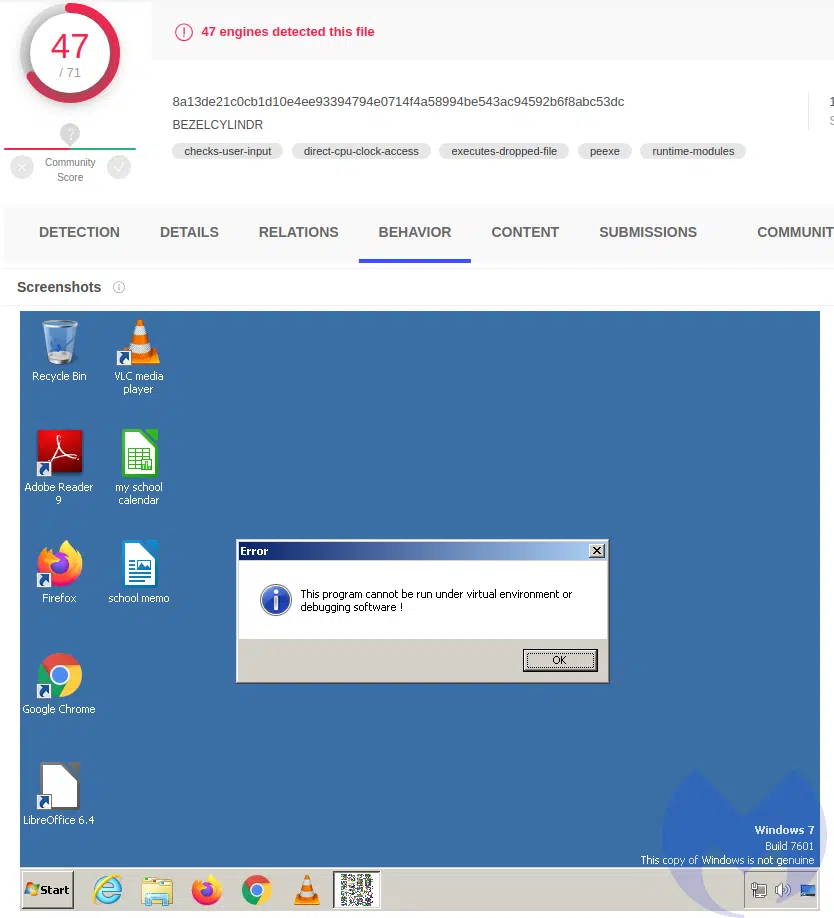 47
/ 71
47 engines detected this file
8a13de21c0cb1d10e4ee93394794e0714f4a58994be543ac94592b6f8abc53dc
BEZELCYLINDR
checks-user-input direct-cpu-clock-access executes-dropped-file peexe runtime-modules
?
Community
Score
DETECTION DETAILS RELATIONS BEHAVIOR CONTENT SUBMISSIONS COMMUNIT
Screenshots
Recycle Bin
VLC media
player
Adobe Reader
9
my school
calendar
Firefox
school memo
Google Chrome
LibreOffice 6.4
Error
This program cannot be run under virtual environment or
debugging software !
OK
Windows 7
Build 7601
This copy of Windows is not genuine
Start